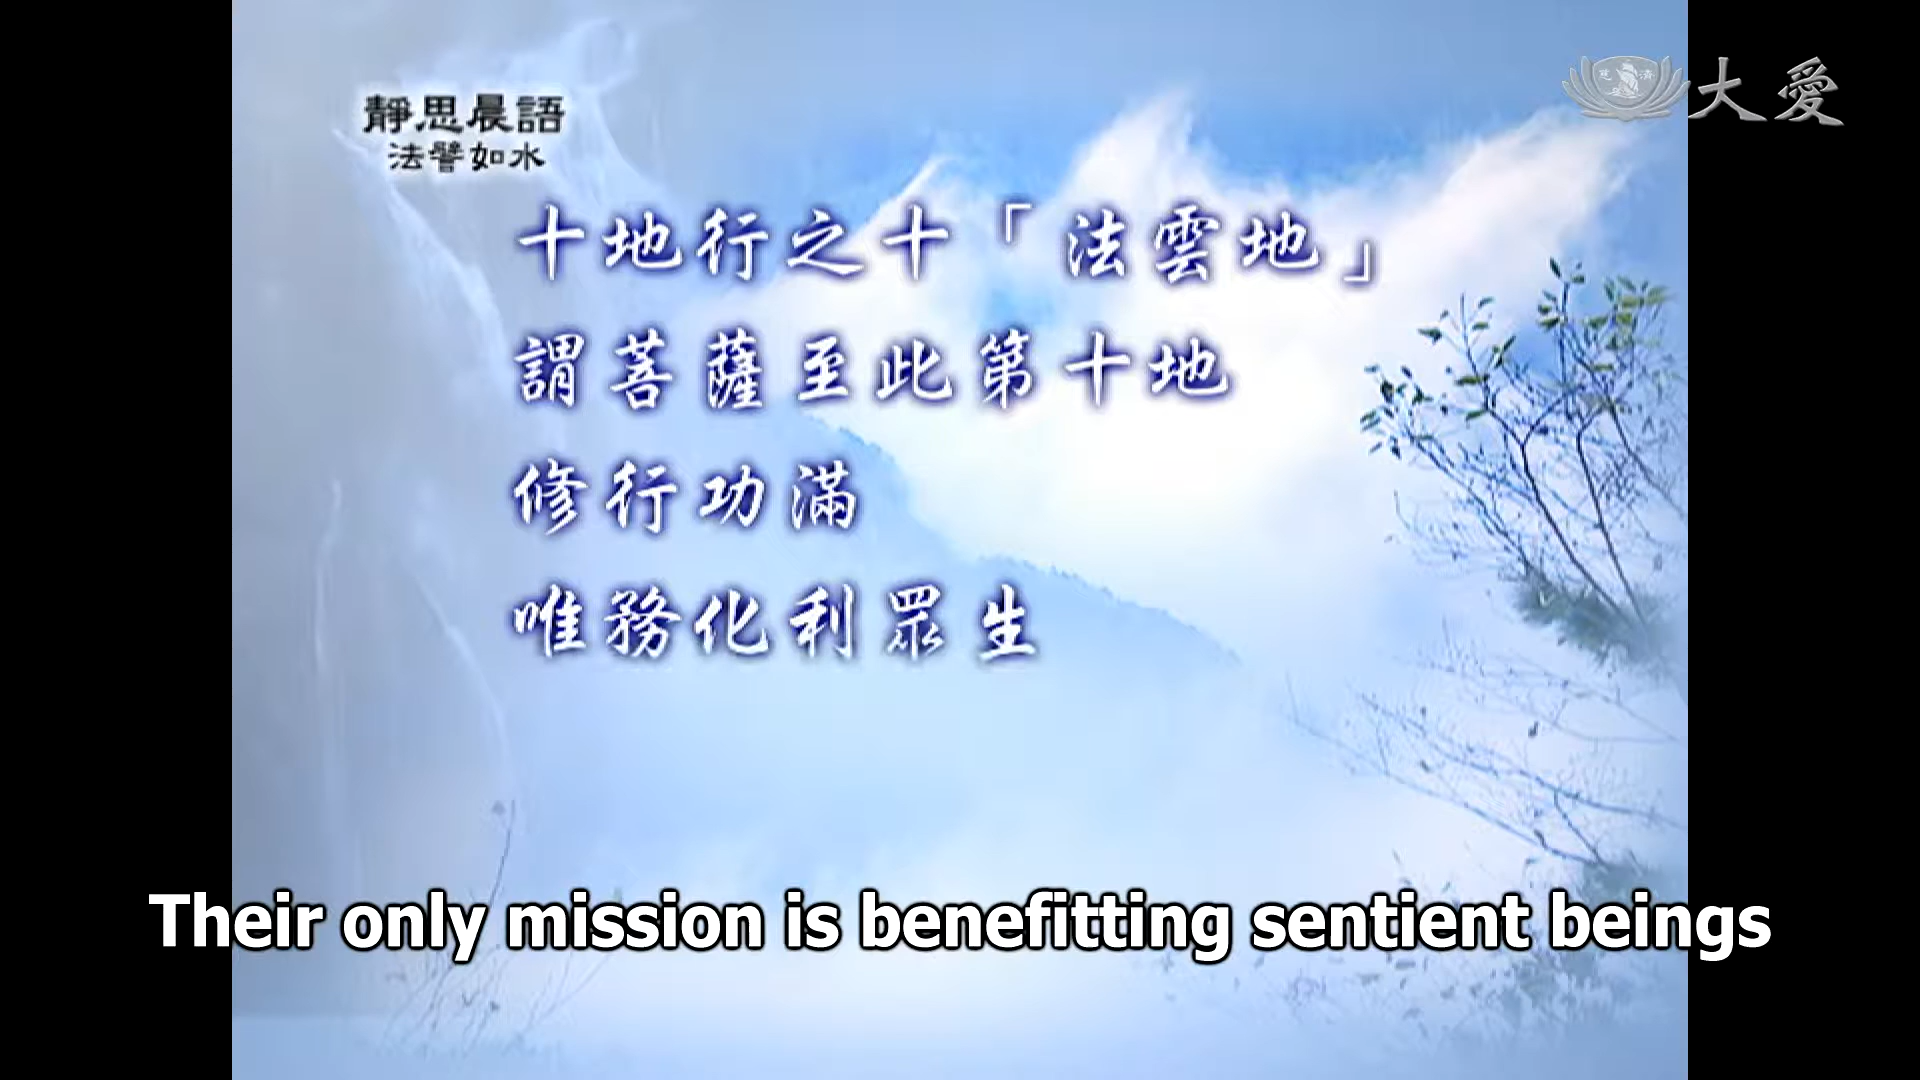 靜思晨語
法譬如水
慈濟
大愛
十地行之十「法雲地」
謂菩薩至此第十地
修行功滿
唯務化利眾生
Their only mission is benefitting sentient beings